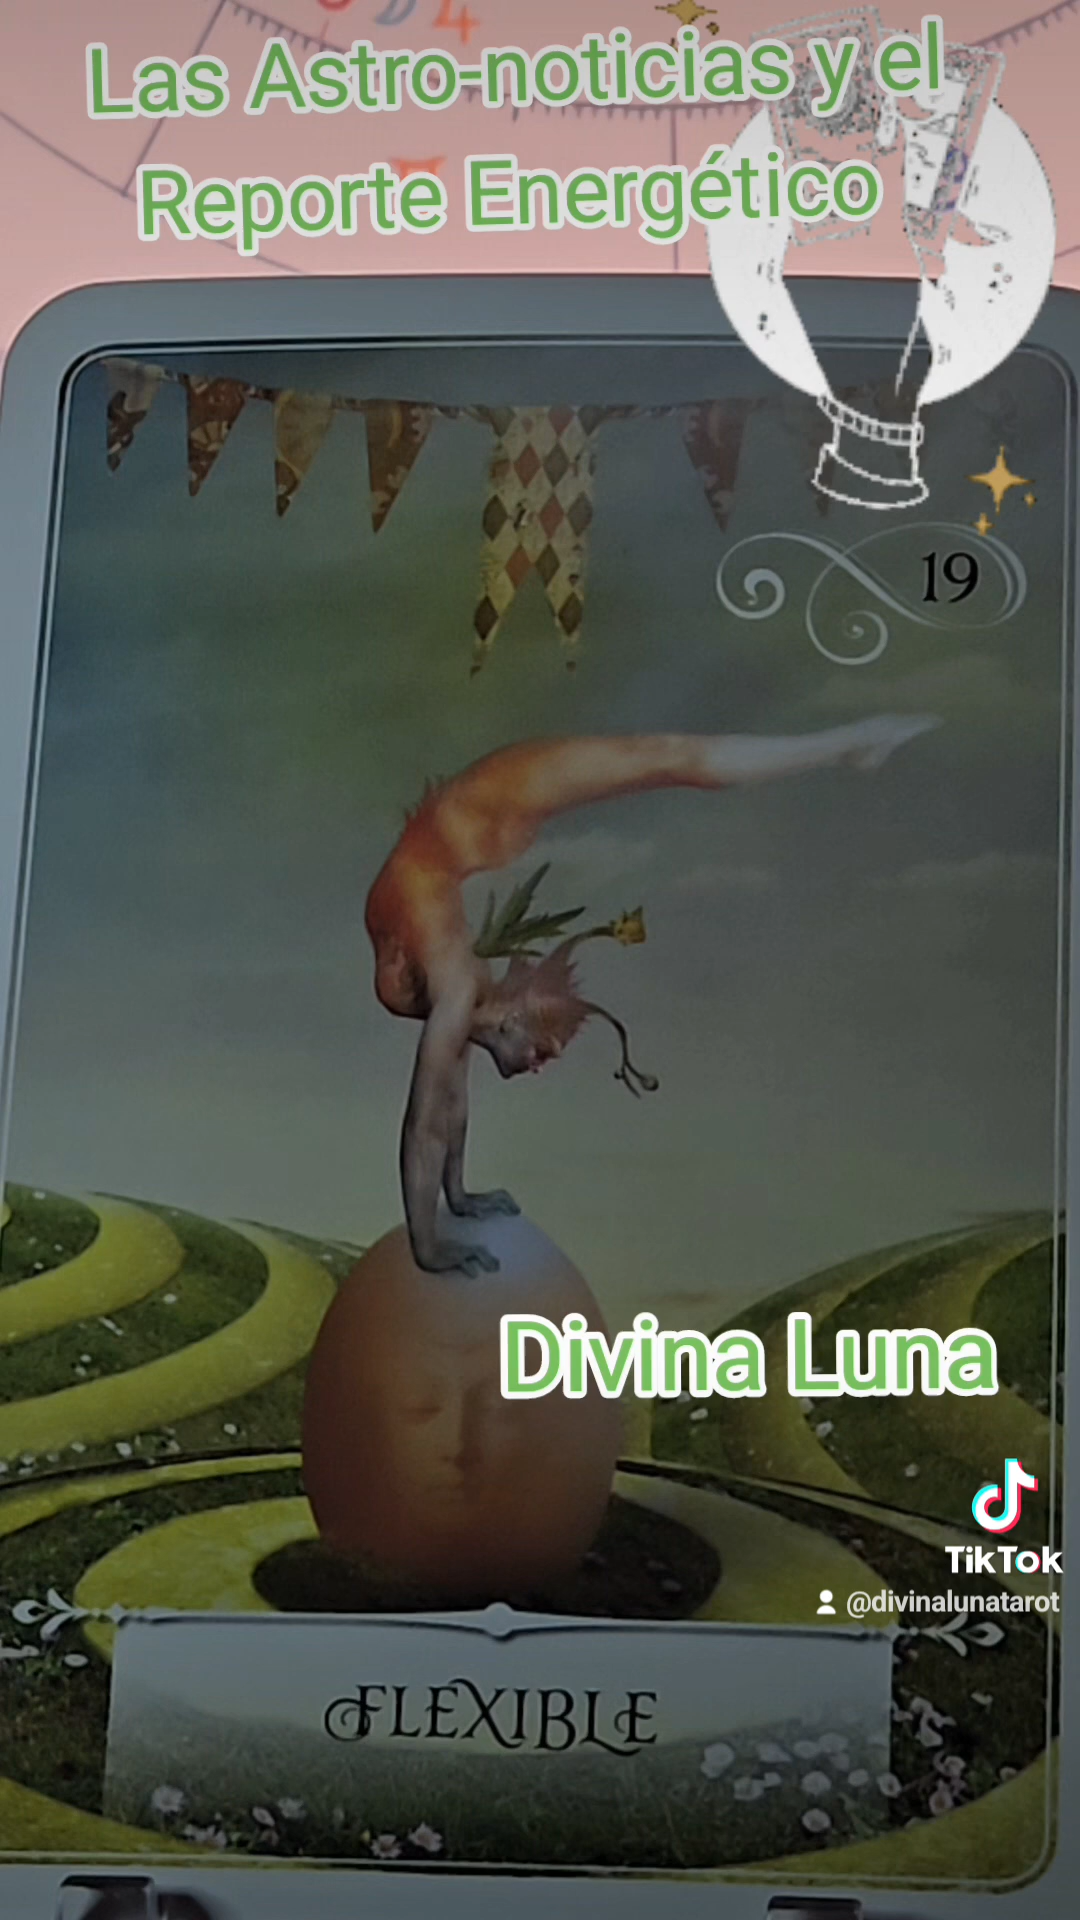 Las Astro-noticias y el
Reporte Energético
19
Divina Luna
TikTok
@divinalunatarot
FLEXIBLE